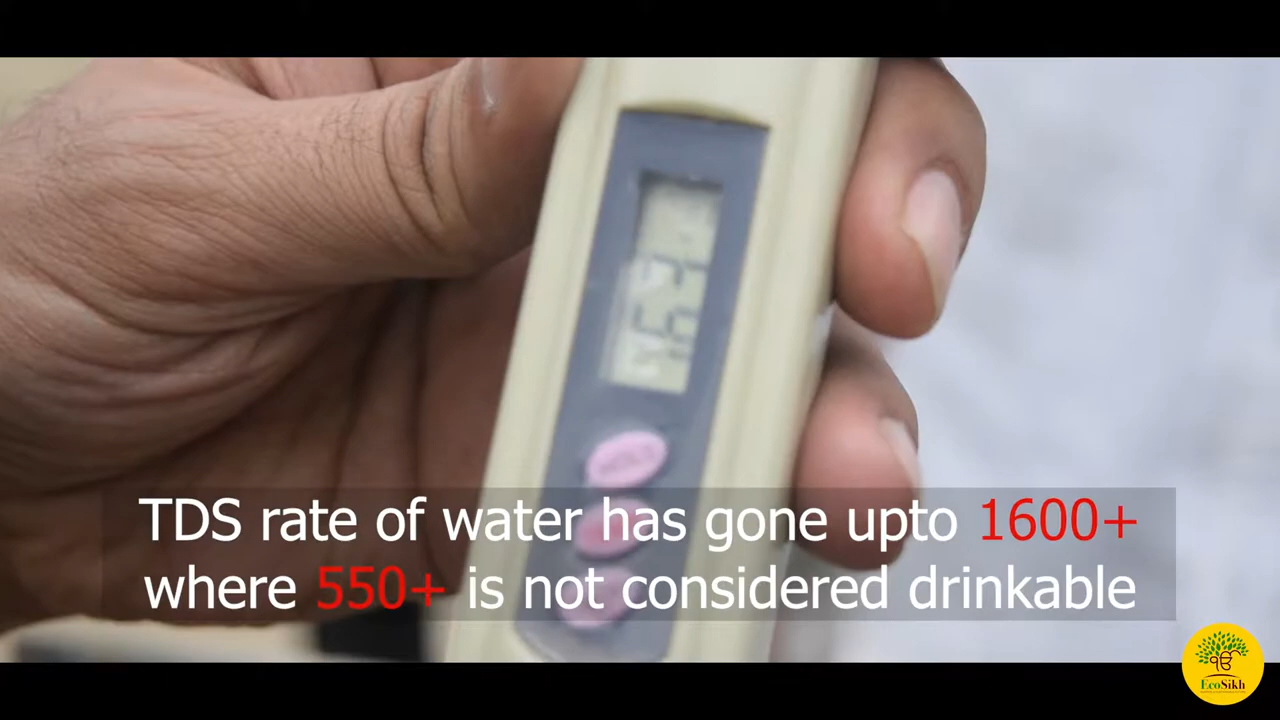 TDS rate of water has gone upto 1600+
where 550+ is not considered drinkable
EcoSikh